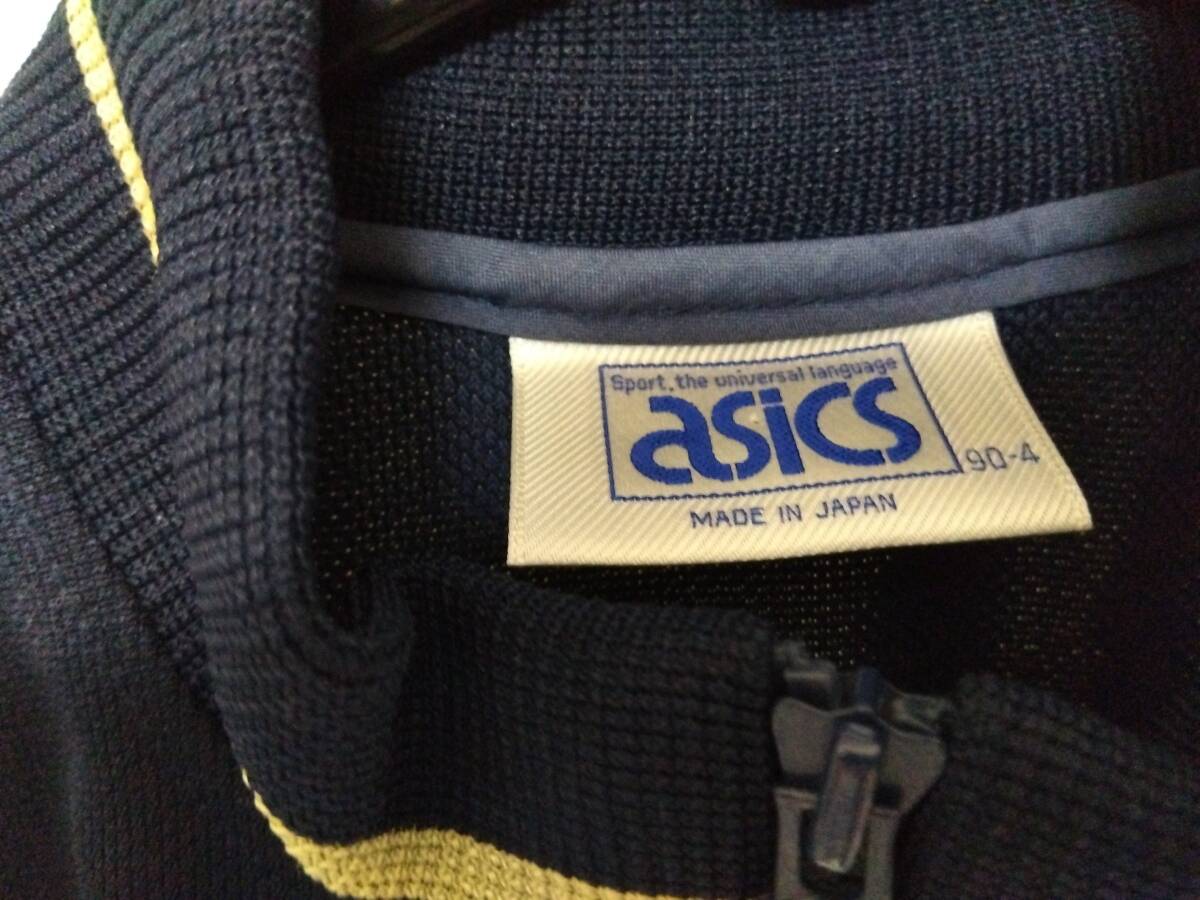 Sport, the universal language
asics
90-4
MADE IN JAPAN